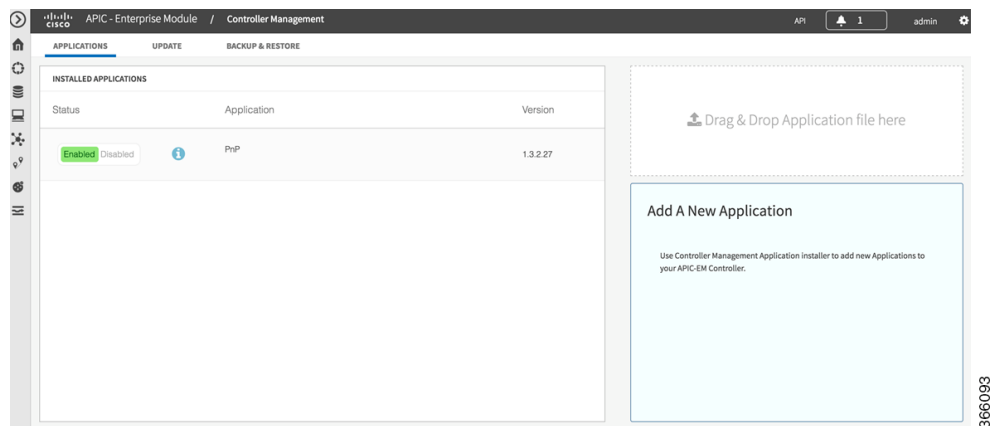 CISCO APIC - Enterprise Module / Controller Management API 1 admin
APPLICATIONS UPDATE BACKUP & RESTORE
INSTALLED APPLICATIONS
Status Application Version
Enabled Disabled PnP 1.3.2.27
Drag & Drop Application file here
Add A New Application
Use Controller Management Application installer to add new Applications to
your APIC-EM Controller.
366093